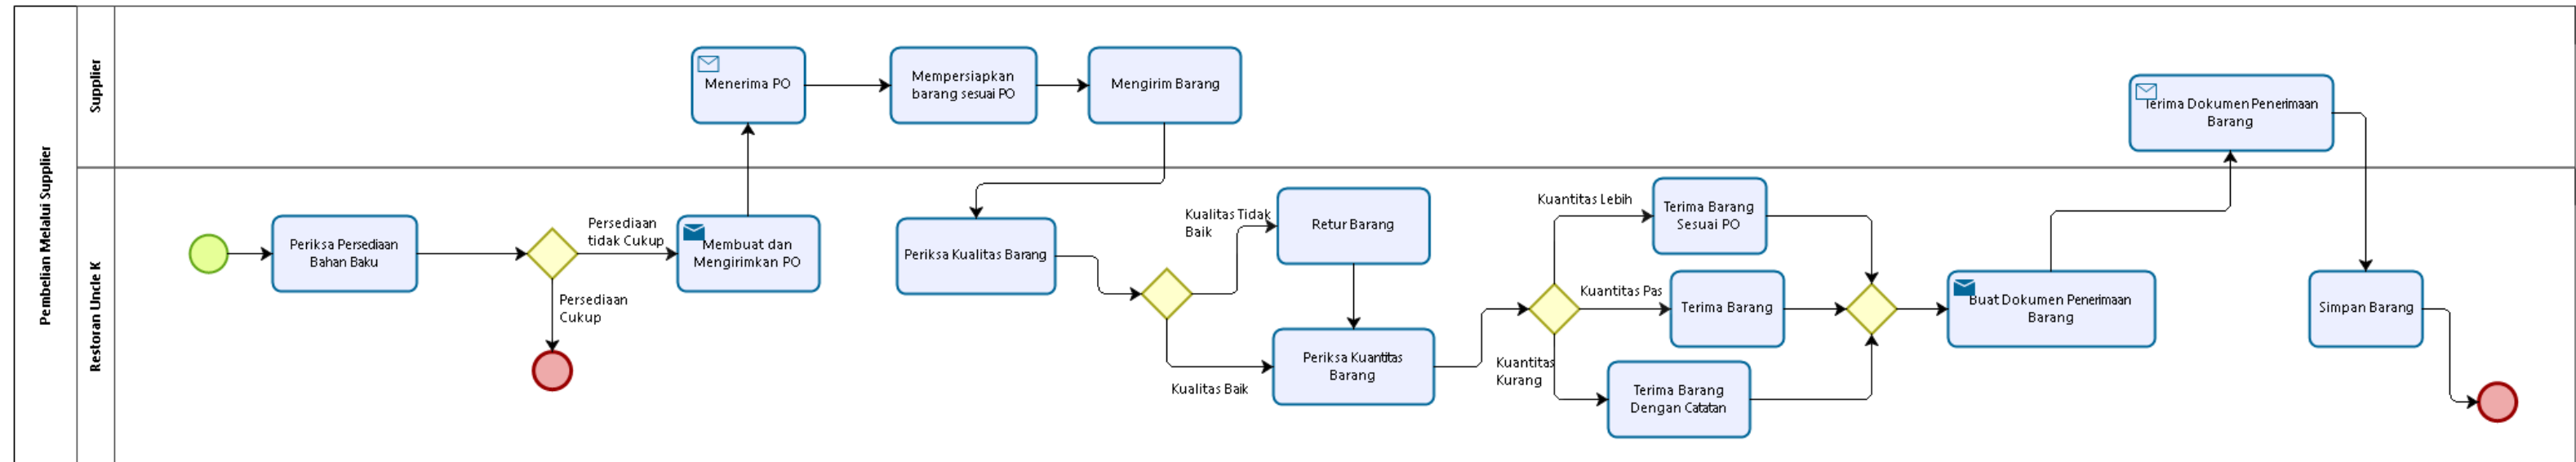 Pembelian Melalui Supplier
Supplier
Menerima PO
Mempersiapkan
barang sesuai PO
Mengirim Barang
Terima Dokumen Penerimaan
Barang
Restoran Uncle K
Periksa Persediaan
Bahan Baku
Persediaan
tidak Cukup
Persediaan
Cukup
Membuat dan
Mengirimkan PO
Periksa Kualitas Barang
Kualitas Tidak
Baik
Retur Barang
Kualitas Baik
Periksa Kuantitas
Barang
Kuantitas Lebih
Terima Barang
Sesuai PO
Kuantitas Pas
Terima Barang
Kuantitas
Kurang
Terima Barang
Dengan Catatan
Buat Dokumen Penerimaan
Barang
Simpan Barang